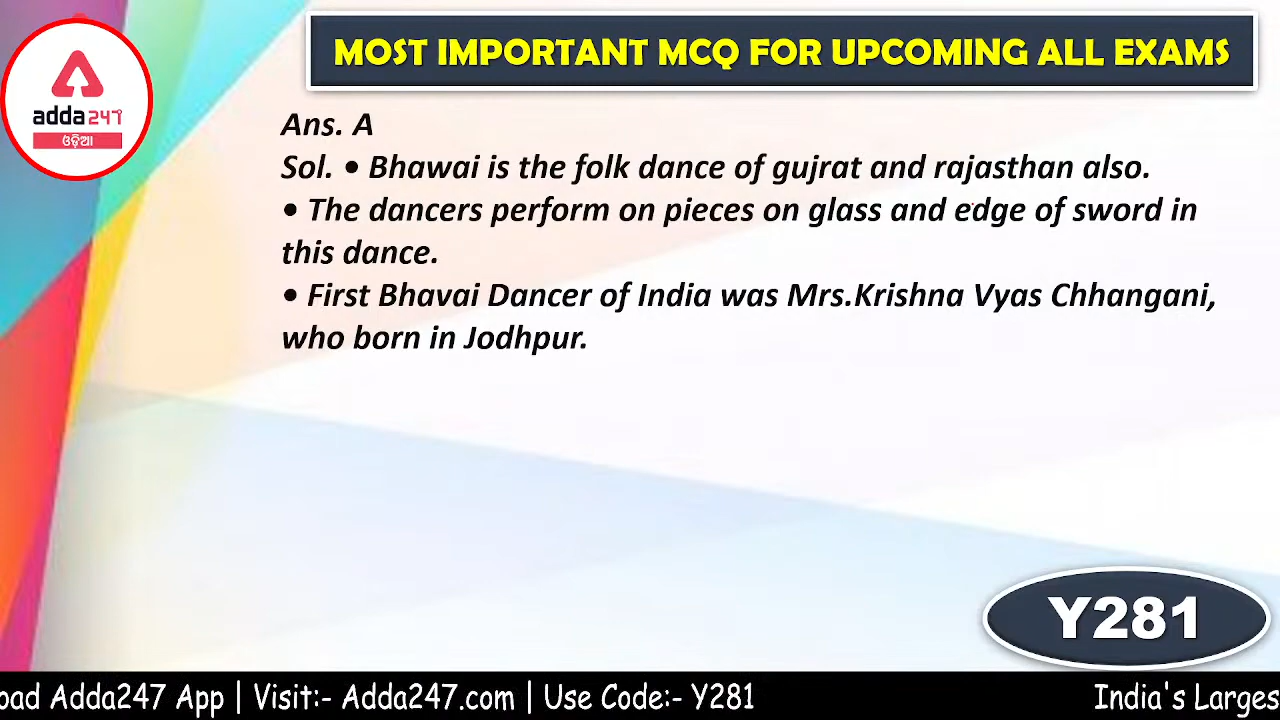 MOST IMPORTANT MCQ FOR UPCOMING ALL EXAMS
adda247
ଓଡ଼ିଆ
Ans. A
Sol. • Bhawai is the folk dance of gujrat and rajasthan also.
• The dancers perform on pieces on glass and edge of sword in
this dance.
• First Bhavai Dancer of India was Mrs.Krishna Vyas Chhangani,
who born in Jodhpur.
Y281
oad Adda247 App | Visit:- Adda247.com | Use Code:- Y281
India's Larges